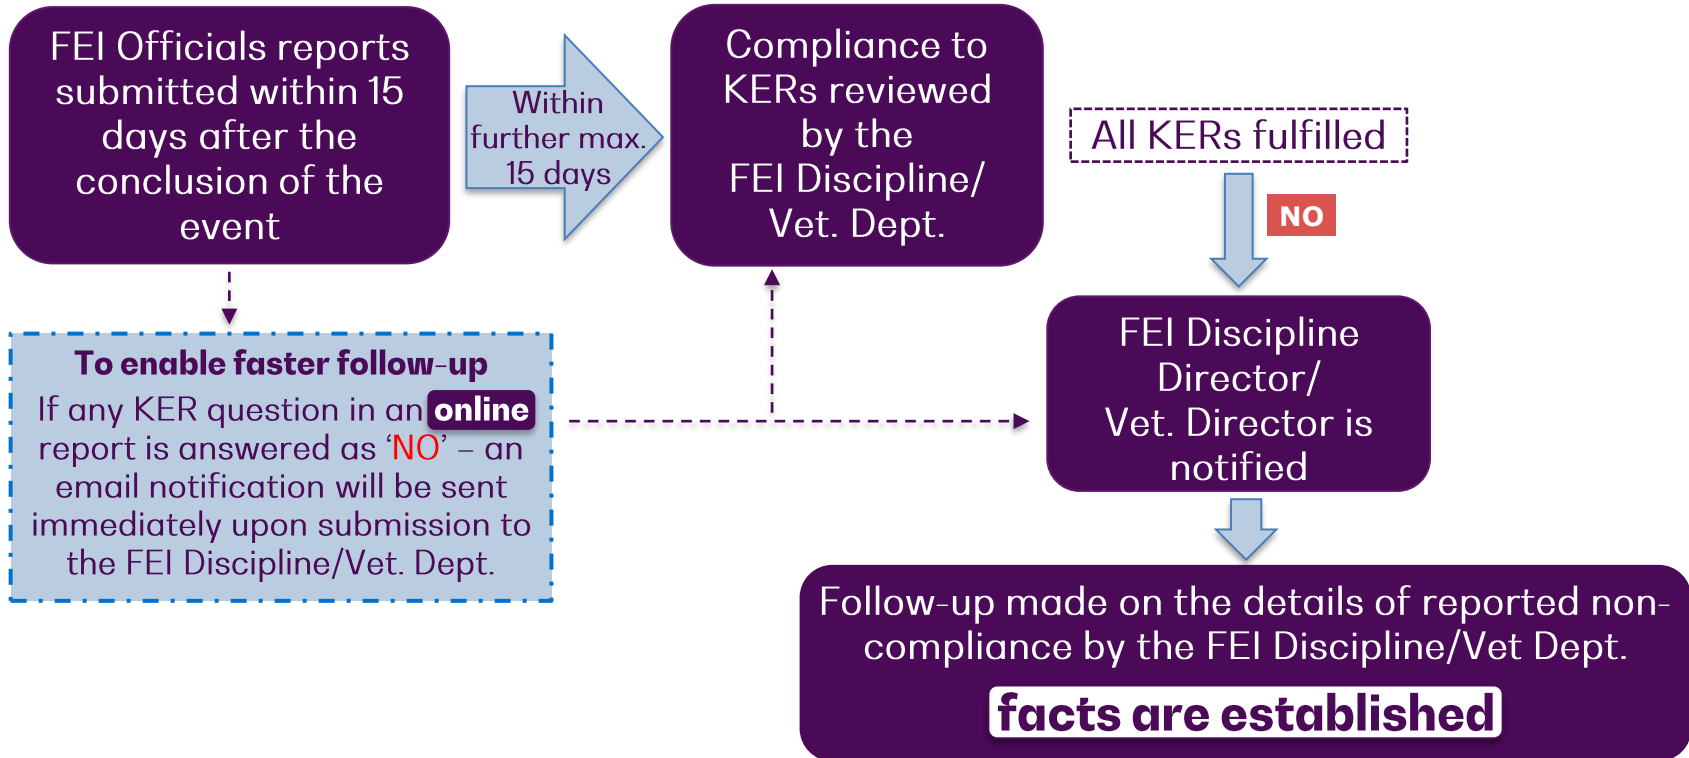 FEI Officials reports
submitted within 15
days after the
conclusion of the
event
Within
further max.
15 days
Compliance to
KERs reviewed
by the
FEI Discipline/
Vet. Dept.
All KERs fulfilled
NO
FEI Discipline
Director/
Vet. Director is
notified
To enable faster follow-up
If any KER question in an online
report is answered as ‘NO’ – an
email notification will be sent
immediately upon submission to
the FEI Discipline/Vet. Dept.
Follow-up made on the details of reported non-
compliance by the FEI Discipline/Vet Dept.
facts are established